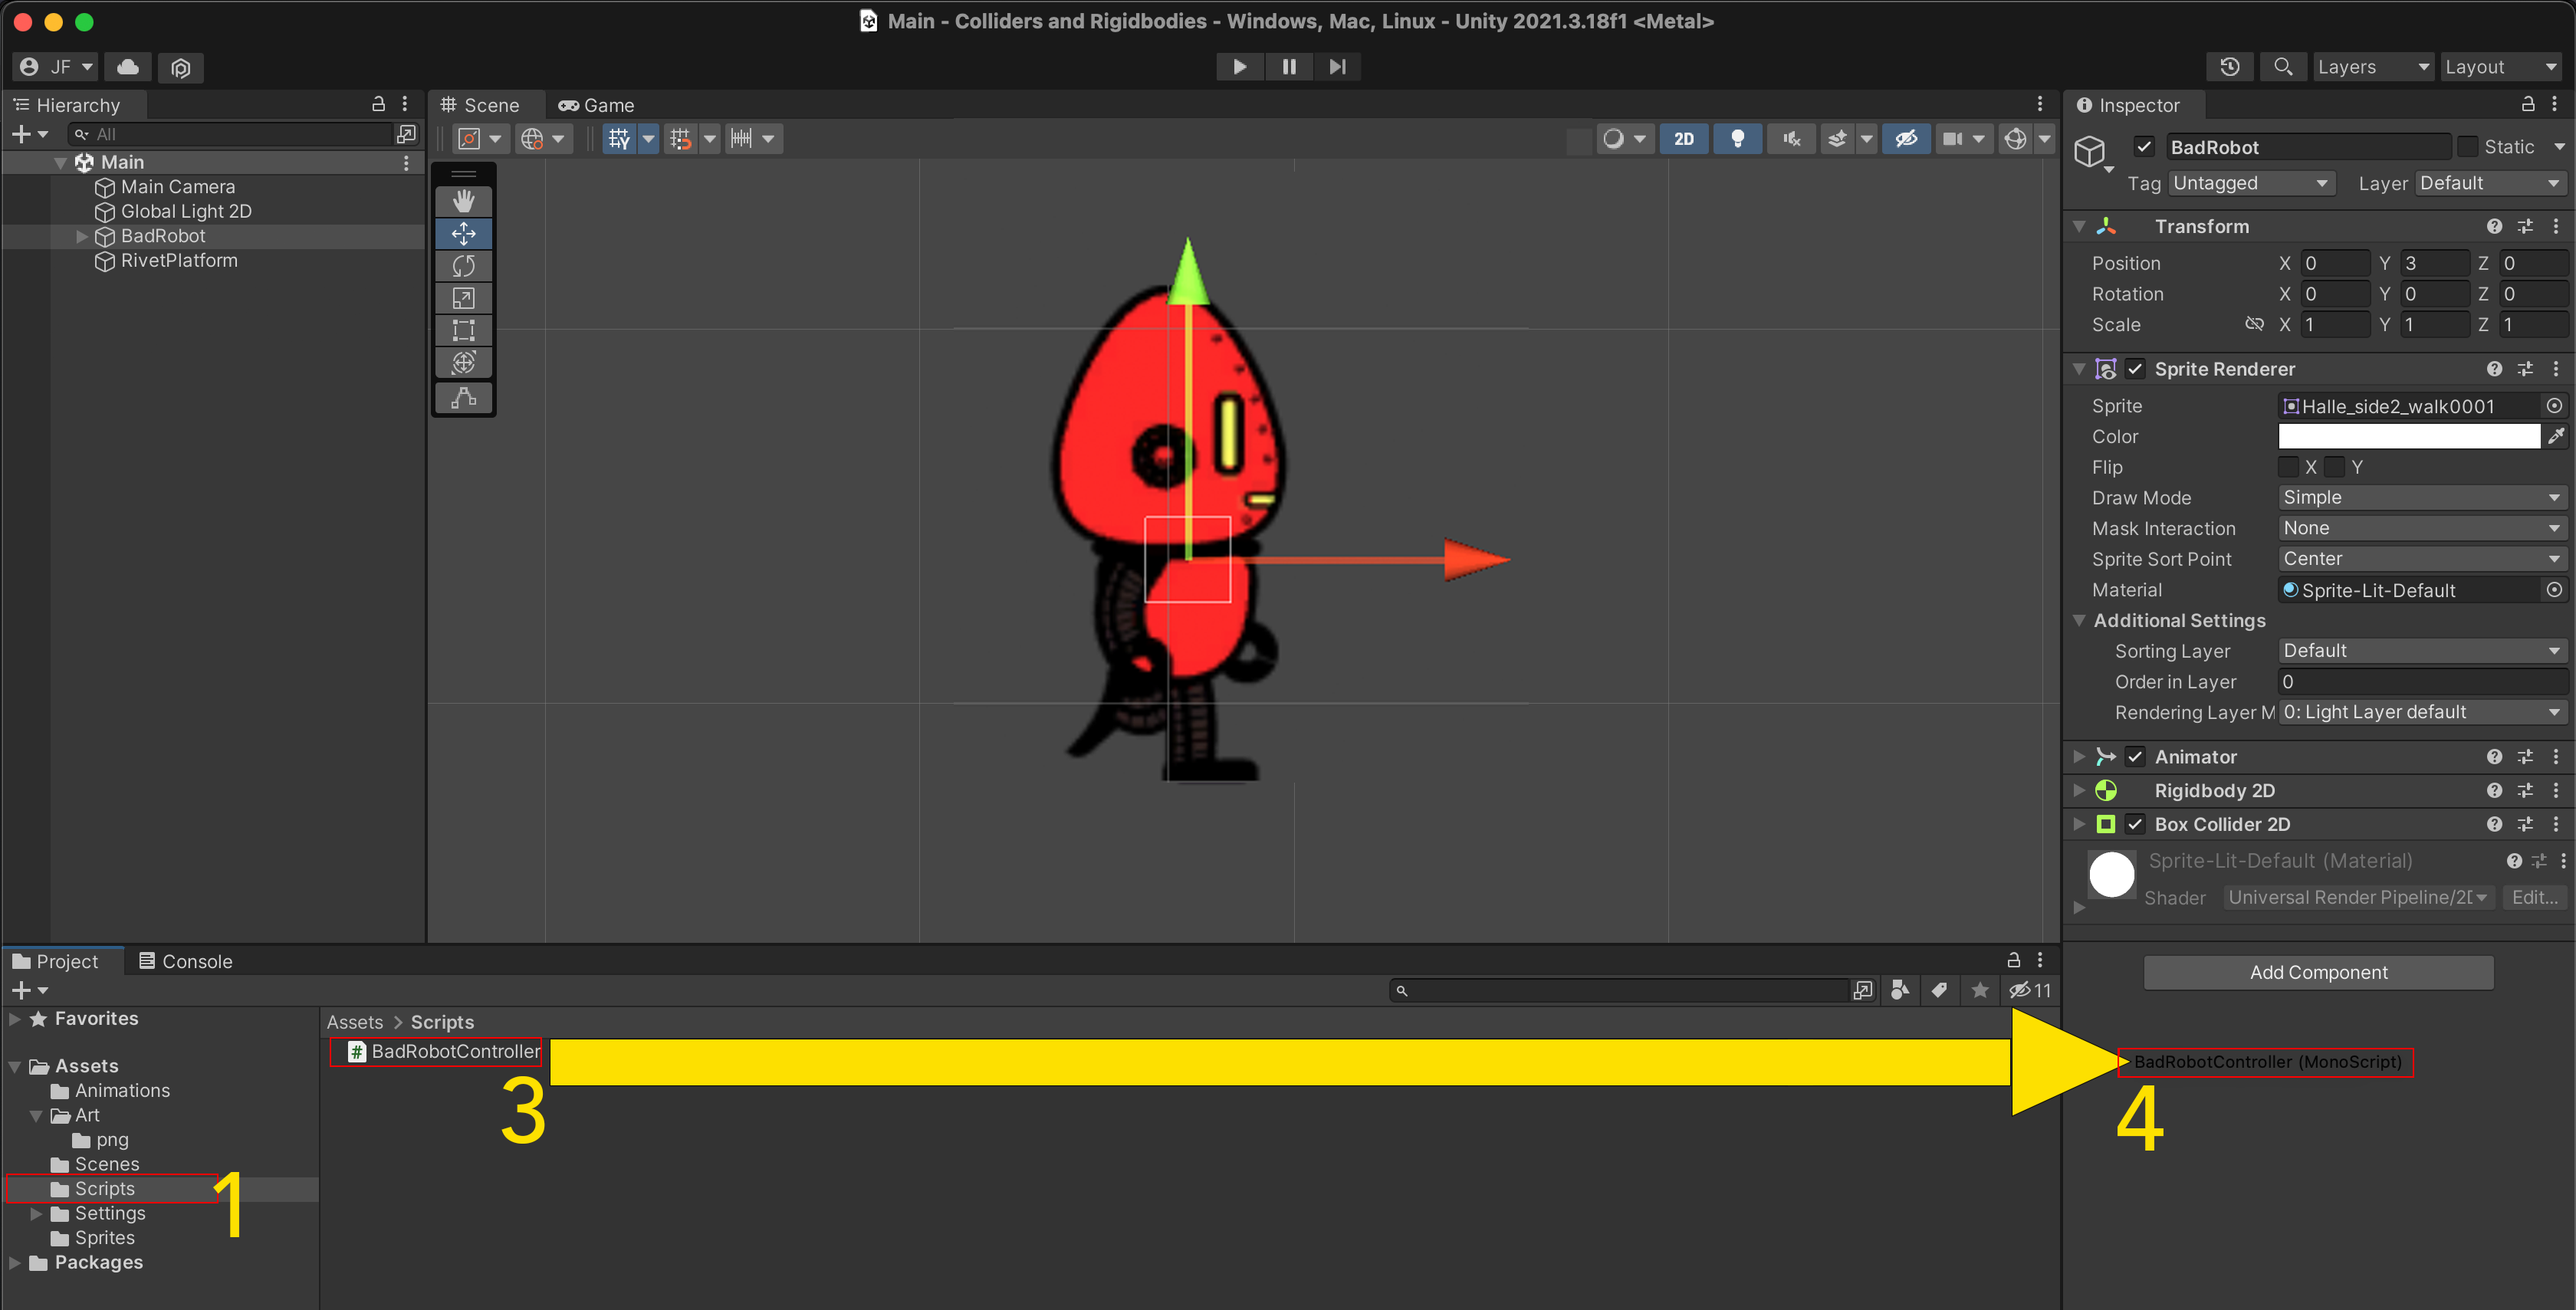 Main - Colliders and Rigidbodies - Windows, Mac, Linux - Unity 2021.3.18f1 <Metal>
JF
Layers
Layout
Hierarchy
All
Main
Main Camera
Global Light 2D
BadRobot
RivetPlatform
Scene
Game
2D
Inspector
BadRobot
Static
Tag Untagged
Layer Default
Transform
Position X 0 Y 3 Z 0
Rotation X 0 Y 0 Z 0
Scale X 1 Y 1 Z 1
Sprite Renderer
Sprite Halle_side2_walk0001
Color
Flip X Y
Draw Mode Simple
Mask Interaction None
Sprite Sort Point Center
Material Sprite-Lit-Default
Additional Settings
Sorting Layer Default
Order in Layer 0
Rendering Layer M 0: Light Layer default
Animator
Rigidbody 2D
Box Collider 2D
Sprite-Lit-Default (Material)
Shader Universal Render Pipeline/2D
Edit...
Add Component
BadRobotController (MonoScript)
4
Project
Console
11
Favorites
Assets
Animations
Art
png
Scenes
Scripts
1
Settings
Sprites
Packages
Assets > Scripts
# BadRobotController
3